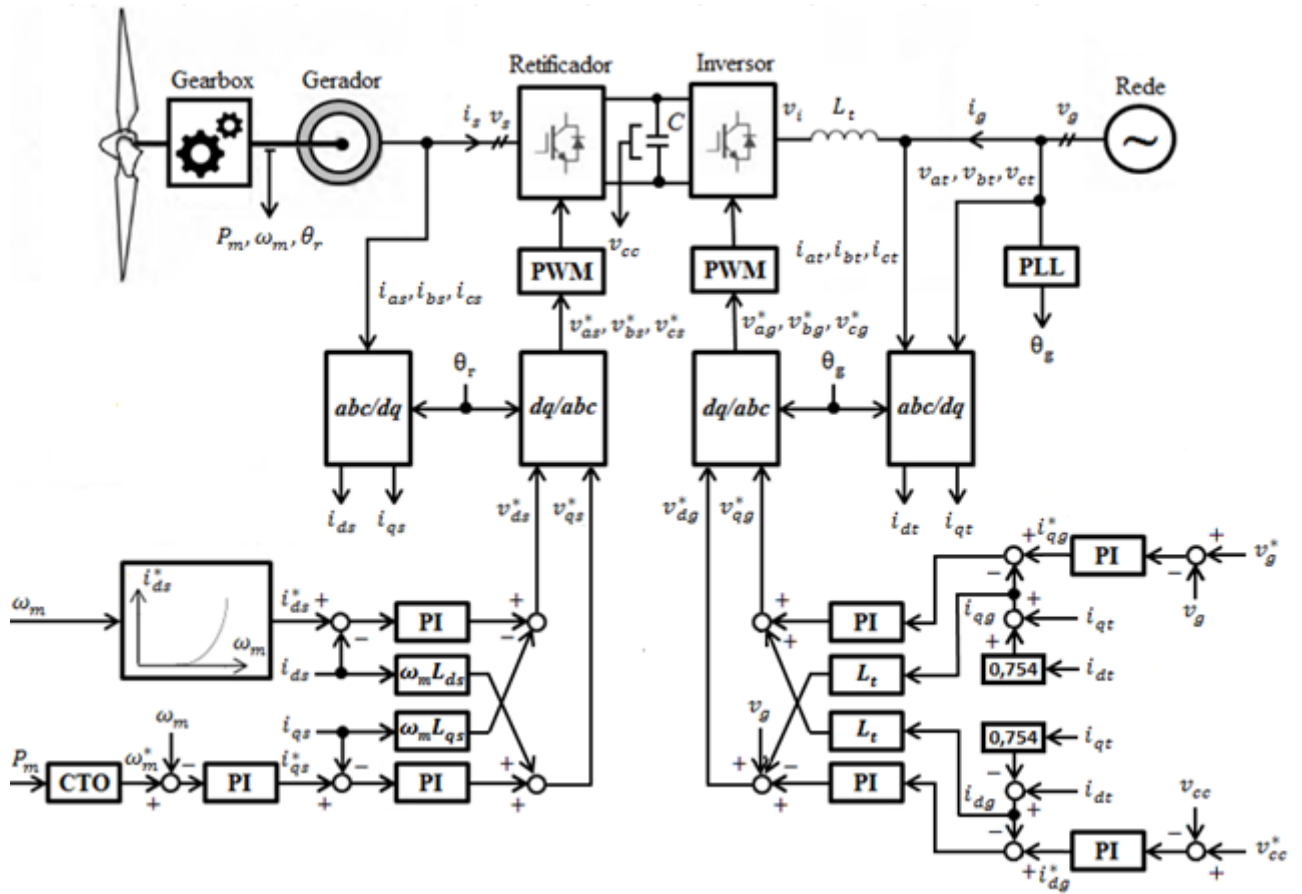 Gearbox Gerador Retificador Inversor Rede
i_s v_s C v_i L_t i_g v_g
~
v_at, v_bt, v_ct
P_m, ω_m, θ_r v_cc
i_as, i_bs, i_cs PWM PWM i_at, i_bt, i_ct PLL
v*_as, v*_bs, v*_cs v*_ag, v*_bg, v*_cg
θ_r θ_g θ_g
abc/dq dq/abc dq/abc abc/dq
i_ds i_qs v*_ds v*_qs v*_dg v*_qg i_dt i_qt
ω_m i*_ds ω_m i*_ds + − PI + −
i_ds ω_m L_ds
i_qs ω_m L_qs
P_m CTO ω*_m + ω_m − PI i*_qs + − PI + +
+ + PI + − i*_qg PI − + v*_g
v_g
i_qg + i_qt
L_t + 0,754 i_dt
v_g L_t 0,754 i_qt
+ − − PI − i_dg + i_dt
v_cc
− + i*_dg PI − + v*_cc